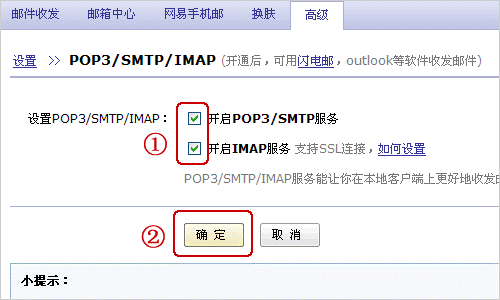 邮件收发 邮箱中心 网易手机邮 换肤 高级
设置 >> POP3/SMTP/IMAP (开通后，可用闪电邮，outlook等软件收发邮件)
设置POP3/SMTP/IMAP： 开启POP3/SMTP服务
① 开启IMAP服务 支持SSL连接，如何设置
POP3/SMTP/IMAP服务能让你在本地客户端上更好地收发
② 确 定 取 消
小提示：